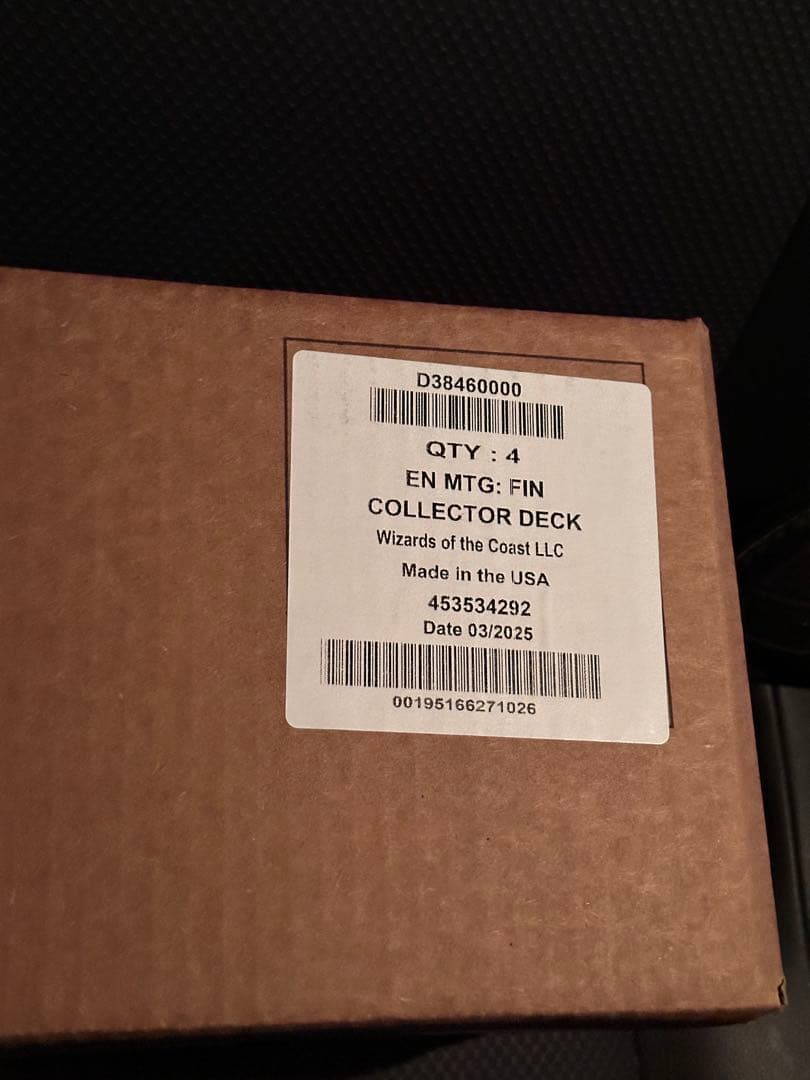 D38460000
QTY : 4
EN MTG: FIN
COLLECTOR DECK
Wizards of the Coast LLC
Made in the USA
453534292
Date 03/2025
00195166271026